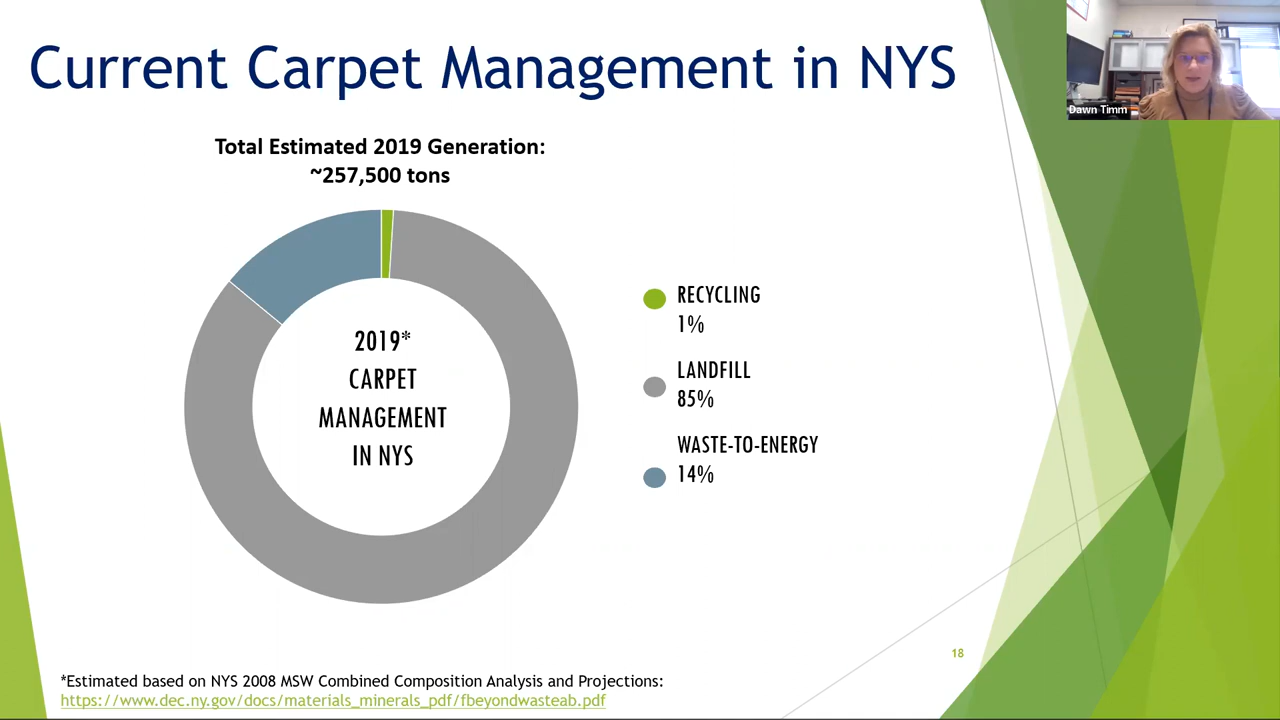 Current Carpet Management in NYS
Dawn Timm
Total Estimated 2019 Generation:
~257,500 tons
2019*
CARPET
MANAGEMENT
IN NYS
RECYCLING
1%
LANDFILL
85%
WASTE-TO-ENERGY
14%
18
*Estimated based on NYS 2008 MSW Combined Composition Analysis and Projections:
https://www.dec.ny.gov/docs/materials_minerals_pdf/fbeyondwasteab.pdf